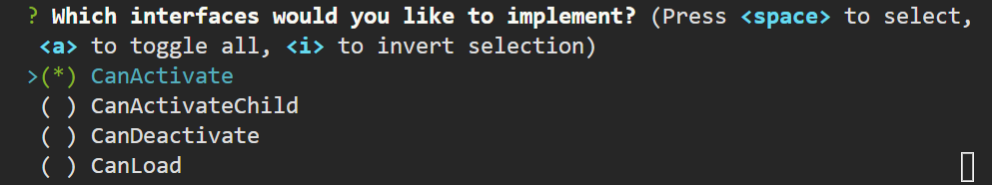 ? Which interfaces would you like to implement? (Press <space> to select,
<a> to toggle all, <i> to invert selection)
>(*) CanActivate
( ) CanActivateChild
( ) CanDeactivate
( ) CanLoad